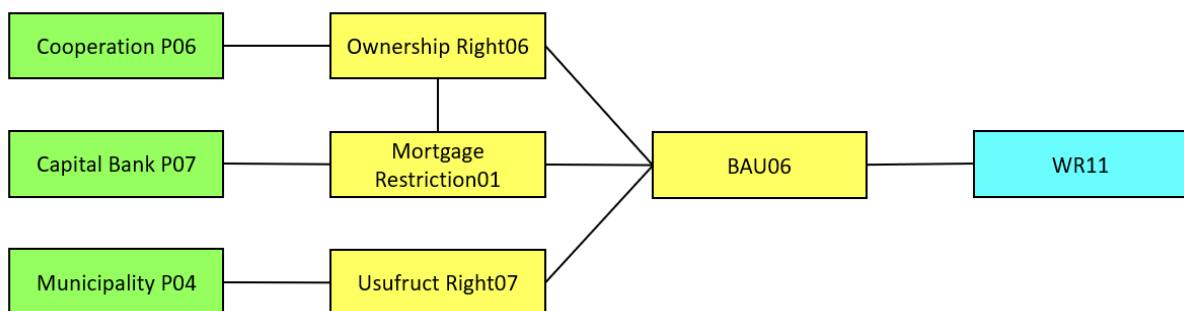 Cooperation P06
Ownership Right06
Capital Bank P07
Mortgage
Restriction01
BAU06
WR11
Municipality P04
Usufruct Right07